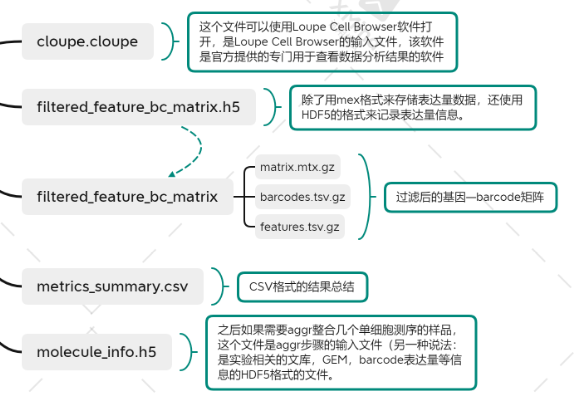 cloupe.cloupe
这个文件可以使用Loupe Cell Browser软件打
开，是Loupe Cell Browser的输入文件，该软件
是官方提供的专门用于查看数据分析结果的软件
filtered_feature_bc_matrix.h5
除了用mex格式来存储表达量数据，还使用
HDF5的格式来记录表达量信息。
filtered_feature_bc_matrix
matrix.mtx.gz
barcodes.tsv.gz
features.tsv.gz
过滤后的基因—barcode矩阵
metrics_summary.csv
CSV格式的结果总结
molecule_info.h5
之后如果需要aggr整合几个单细胞测序的样品，
这个文件是aggr步骤的输入文件（另一种说法：
是实验相关的文库，GEM，barcode表达量等信
息的HDF5格式的文件。